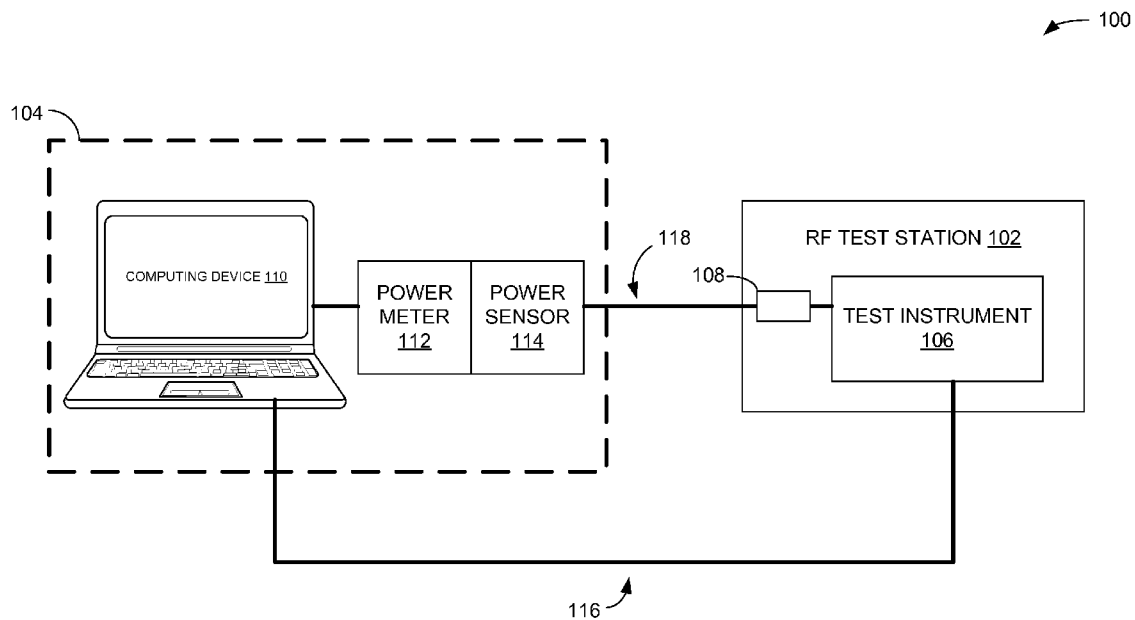 100
104
118
108
RF TEST STATION 102
COMPUTING DEVICE 110
POWER
METER
112
POWER
SENSOR
114
TEST INSTRUMENT
106
116